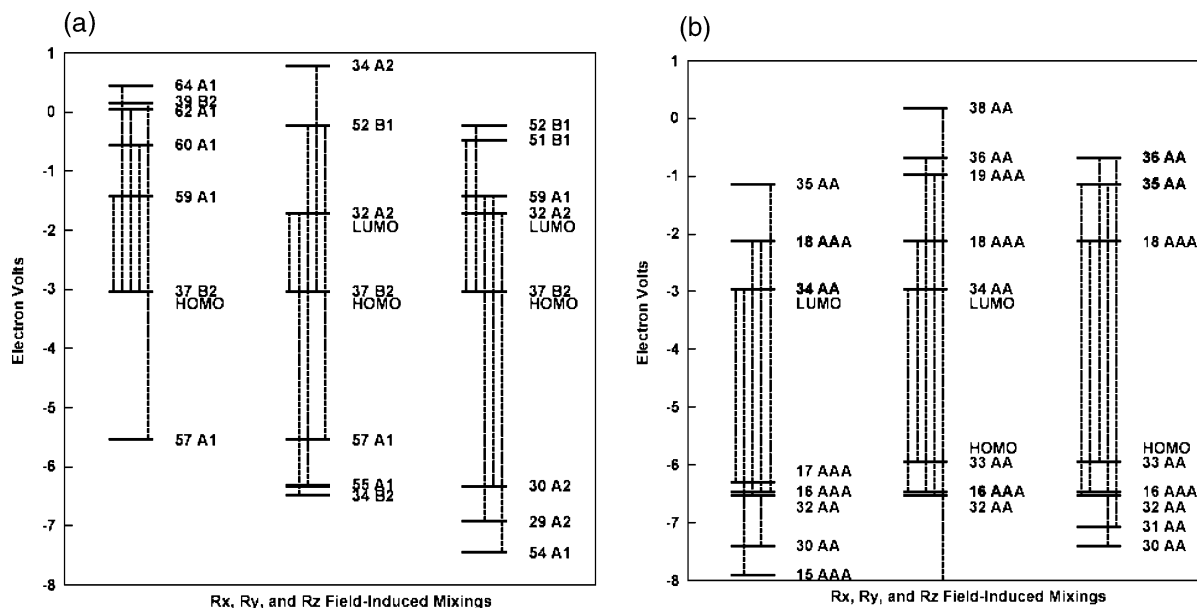 (a)
Electron Volts
1
0
-1
-2
-3
-4
-5
-6
-7
-8
64 A1
39 B2
62 A1
60 A1
59 A1
37 B2
HOMO
57 A1
34 A2
52 B1
32 A2
LUMO
37 B2
HOMO
57 A1
55 A1
34 B2
52 B1
51 B1
59 A1
32 A2
LUMO
37 B2
HOMO
30 A2
29 A2
54 A1
Rx, Ry, and Rz Field-Induced Mixings
(b)
Electron Volts
1
0
-1
-2
-3
-4
-5
-6
-7
-8
35 AA
18 AAA
34 AA
LUMO
17 AAA
16 AAA
32 AA
30 AA
15 AAA
38 AA
36 AA
19 AAA
18 AAA
34 AA
LUMO
HOMO
33 AA
16 AAA
32 AA
36 AA
35 AA
18 AAA
HOMO
33 AA
16 AAA
32 AA
31 AA
30 AA
Rx, Ry, and Rz Field-Induced Mixings